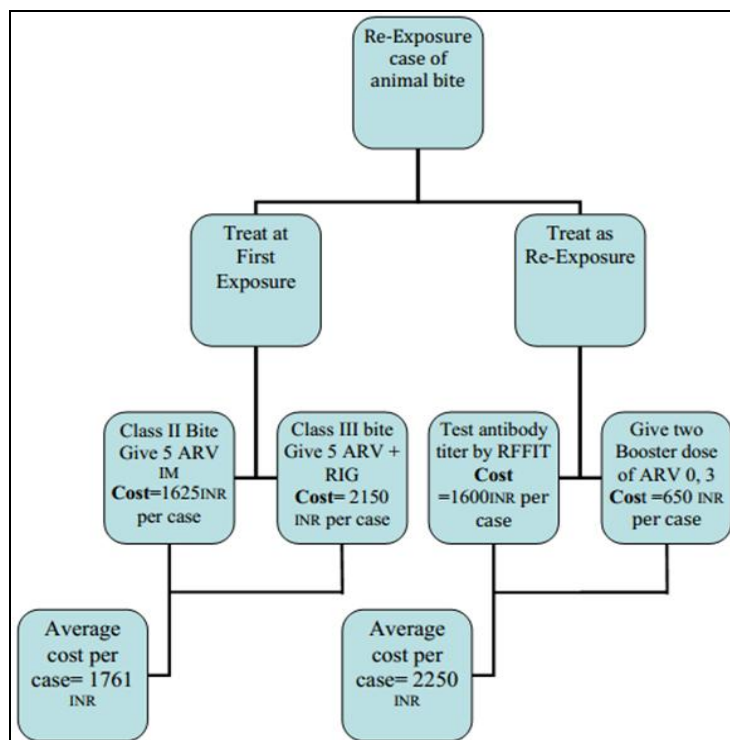 Re-Exposure
case of
animal bite
Treat at
First
Exposure
Treat as
Re-Exposure
Class II Bite
Give 5 ARV
IM
Cost=1625INR
per case
Class III bite
Give 5 ARV +
RIG
Cost= 2150
INR per case
Test antibody
titer by RFFIT
Cost
=1600INR per
case
Give two
Booster dose
of ARV 0, 3
Cost =650 INR
per case
Average
cost per
case= 1761
INR
Average
cost per
case= 2250
INR